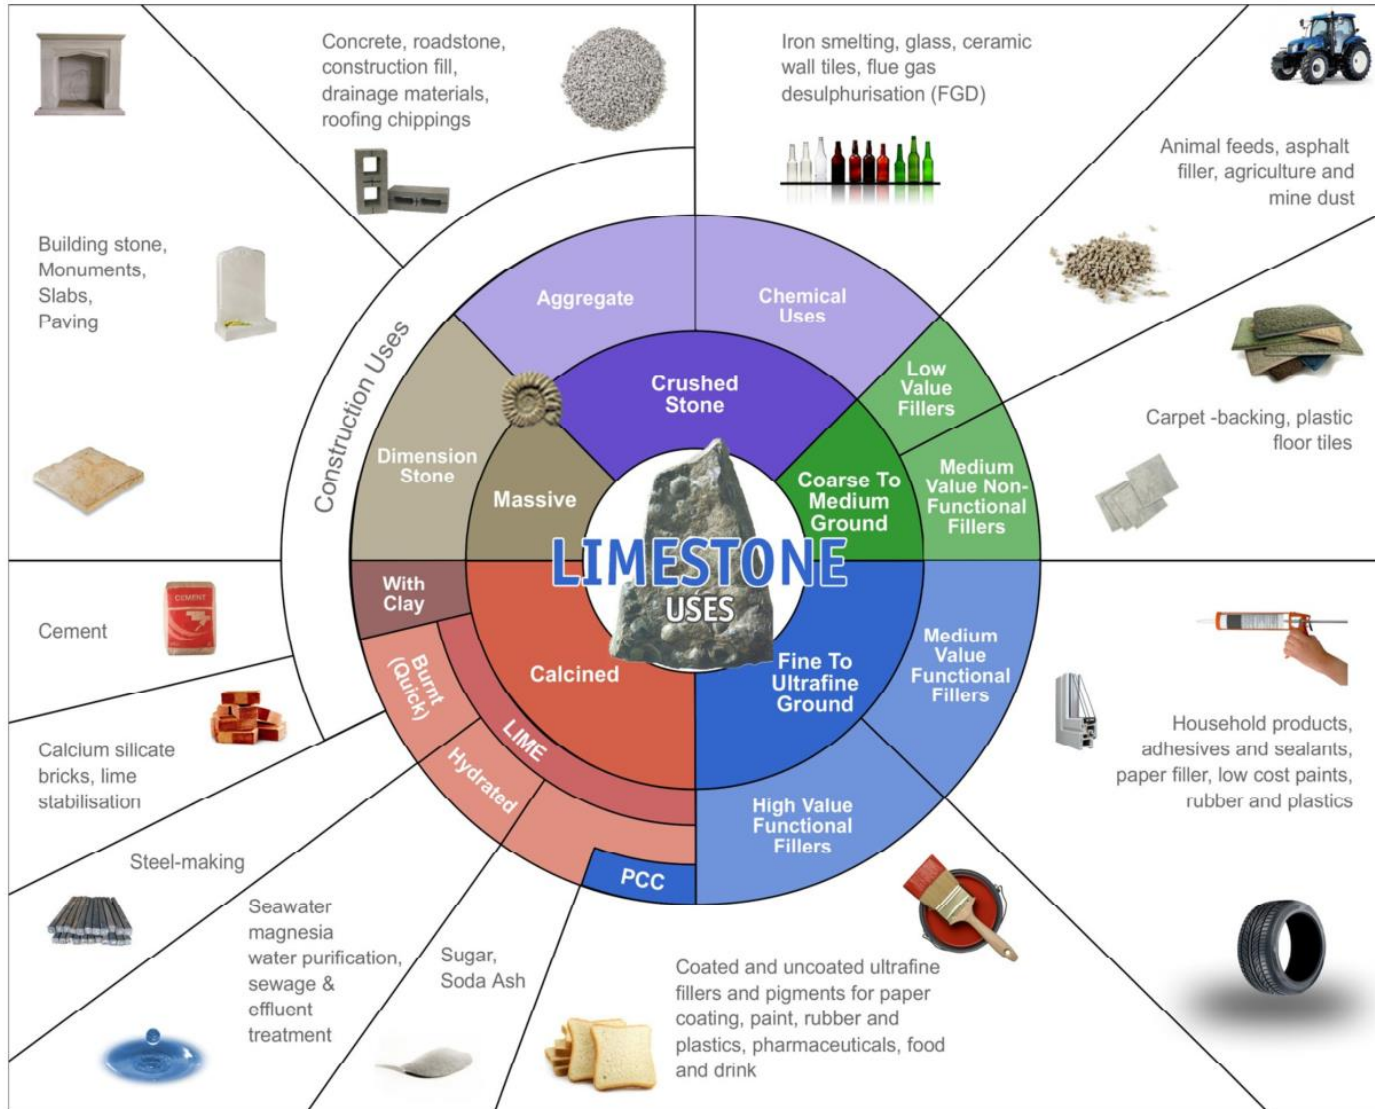 Concrete, roadstone,
construction fill,
drainage materials,
roofing chippings
Iron smelting, glass, ceramic
wall tiles, flue gas
desulphurisation (FGD)
Animal feeds, asphalt
filler, agriculture and
mine dust
Building stone,
Monuments,
Slabs,
Paving
Construction Uses
Aggregate
Chemical
Uses
Crushed
Stone
Low
Value
Fillers
Carpet -backing, plastic
floor tiles
Dimension
Stone
Massive
Coarse To
Medium
Ground
Medium
Value Non-
Functional
Fillers
LIMESTONE
USES
With
Clay
Cement
CEMENT
Burnt
(Quick)
Calcined
LIME
Hydrated
Fine To
Ultrafine
Ground
Medium
Value
Functional
Fillers
Household products,
adhesives and sealants,
paper filler, low cost paints,
rubber and plastics
Calcium silicate
bricks, lime
stabilisation
High Value
Functional
Fillers
PCC
Steel-making
Seawater
magnesia
water purification,
sewage &
effluent
treatment
Sugar,
Soda Ash
Coated and uncoated ultrafine
fillers and pigments for paper
coating, paint, rubber and
plastics, pharmaceuticals, food
and drink